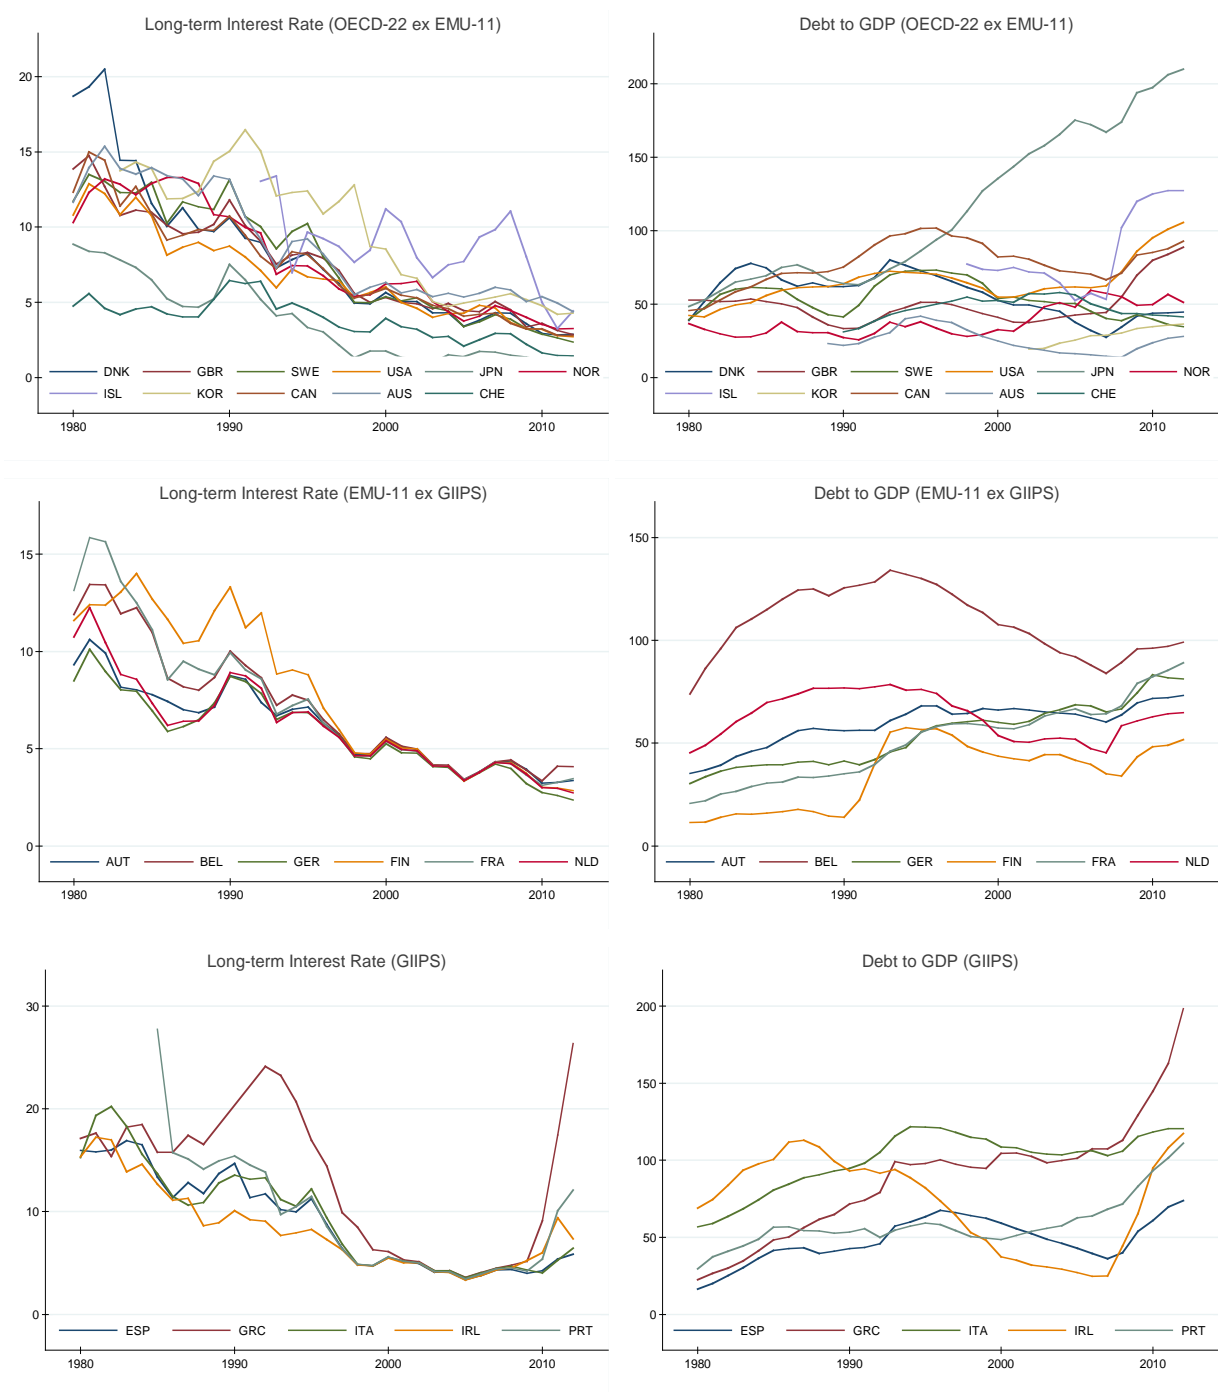 Long-term Interest Rate (OECD-22 ex EMU-11)
20
15
10
5
0
DNK GBR SWE USA JPN NOR
ISL KOR CAN AUS CHE
1980 1990 2000 2010
Debt to GDP (OECD-22 ex EMU-11)
200
150
100
50
0
DNK GBR SWE USA JPN NOR
ISL KOR CAN AUS CHE
1980 1990 2000 2010
Long-term Interest Rate (EMU-11 ex GIIPS)
15
10
5
0
AUT BEL GER FIN FRA NLD
1980 1990 2000 2010
Debt to GDP (EMU-11 ex GIIPS)
150
100
50
0
AUT BEL GER FIN FRA NLD
1980 1990 2000 2010
Long-term Interest Rate (GIIPS)
30
20
10
0
ESP GRC ITA IRL PRT
1980 1990 2000 2010
Debt to GDP (GIIPS)
200
150
100
50
0
ESP GRC ITA IRL PRT
1980 1990 2000 2010